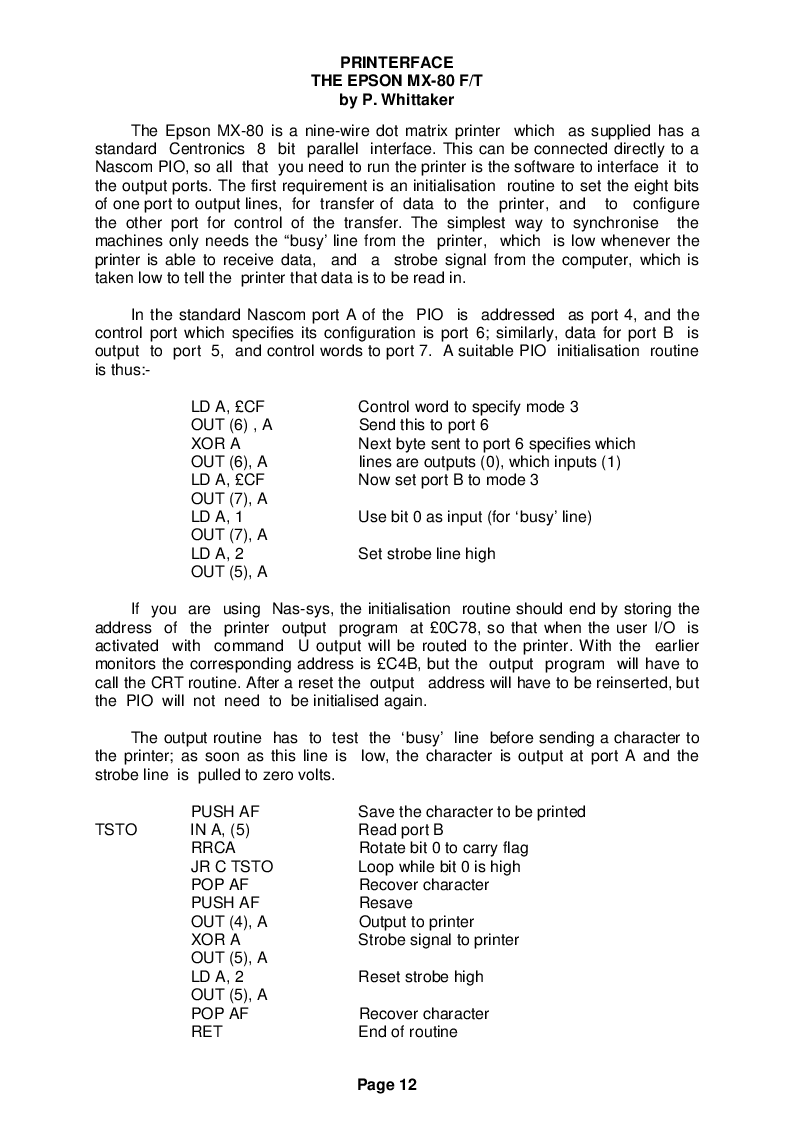 PRINTERFACE
THE EPSON MX-80 F/T
by P. Whittaker
The Epson MX-80 is a nine-wire dot matrix printer which as supplied has a
standard Centronics 8 bit parallel interface. This can be connected directly to a
Nascom PIO, so all that you need to run the printer is the software to interface it to
the output ports. The first requirement is an initialisation routine to set the eight bits
of one port to output lines, for transfer of data to the printer, and to configure
the other port for control of the transfer. The simplest way to synchronise the
machines only needs the “busy’ line from the printer, which is low whenever the
printer is able to receive data, and a strobe signal from the computer, which is
taken low to tell the printer that data is to be read in.
In the standard Nascom port A of the PIO is addressed as port 4, and the
control port which specifies its configuration is port 6; similarly, data for port B is
output to port 5, and control words to port 7. A suitable PIO initialisation routine
is thus:-
LD A, £CF Control word to specify mode 3
OUT (6) , A Send this to port 6
XOR A Next byte sent to port 6 specifies which
OUT (6), A lines are outputs (0), which inputs (1)
LD A, £CF Now set port B to mode 3
OUT (7), A
LD A, 1 Use bit 0 as input (for ‘busy’ line)
OUT (7), A
LD A, 2 Set strobe line high
OUT (5), A
If you are using Nas-sys, the initialisation routine should end by storing the
address of the printer output program at £0C78, so that when the user I/O is
activated with command U output will be routed to the printer. With the earlier
monitors the corresponding address is £C4B, but the output program will have to
call the CRT routine. After a reset the output address will have to be reinserted, but
the PIO will not need to be initialised again.
The output routine has to test the ‘busy’ line before sending a character to
the printer; as soon as this line is low, the character is output at port A and the
strobe line is pulled to zero volts.
PUSH AF Save the character to be printed
TSTO IN A, (5) Read port B
RRCA Rotate bit 0 to carry flag
JR C TSTO Loop while bit 0 is high
POP AF Recover character
PUSH AF Resave
OUT (4), A Output to printer
XOR A Strobe signal to printer
OUT (5), A
LD A, 2 Reset strobe high
OUT (5), A
POP AF Recover character
RET End of routine
Page 12